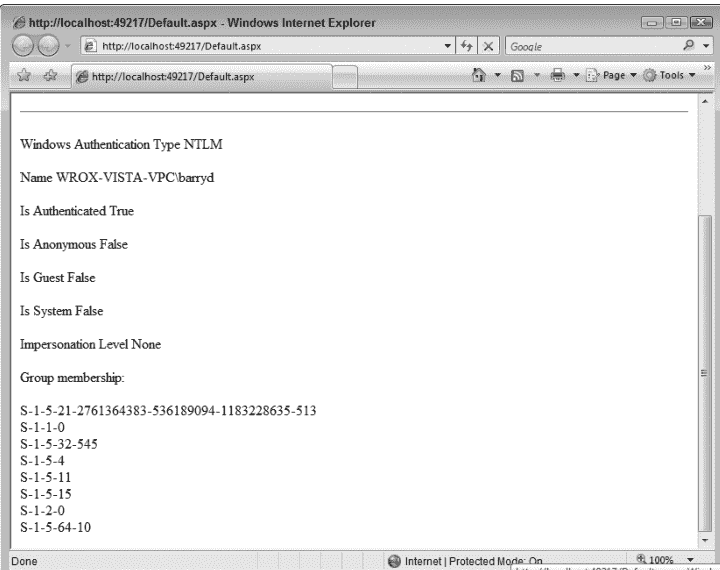 http://localhost:49217/Default.aspx - Windows Internet Explorer
http://localhost:49217/Default.aspx
Google
http://localhost:49217/Default.aspx
Page
Tools
Windows Authentication Type NTLM
Name WROX-VISTA-VPC\barryd
Is Authenticated True
Is Anonymous False
Is Guest False
Is System False
Impersonation Level None
Group membership:
S-1-5-21-2761364383-536189094-1183228635-513
S-1-1-0
S-1-5-32-545
S-1-5-4
S-1-5-11
S-1-5-15
S-1-2-0
S-1-5-64-10
Done
Internet | Protected Mode: On
100%